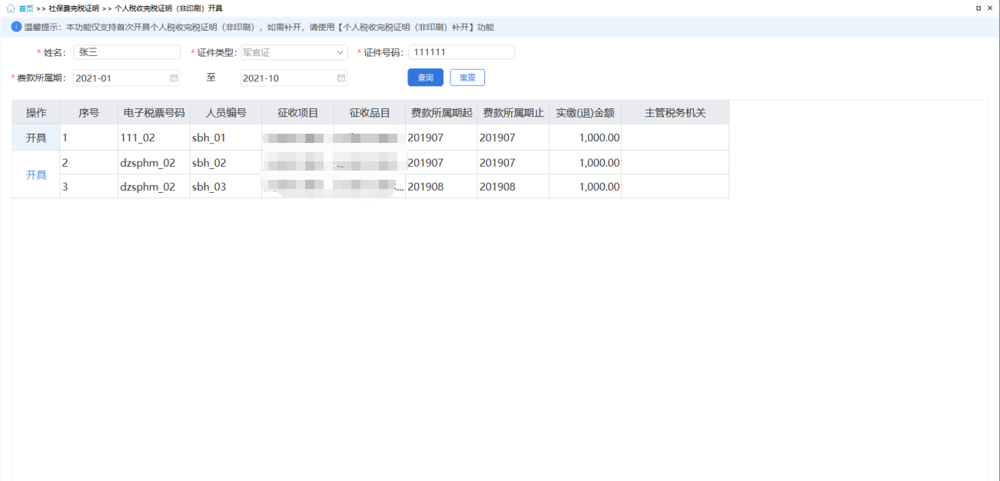 首页 >> 社保费完税证明 >> 个人税收完税证明（非印刷）开具
温馨提示：本功能仅支持首次开具个人税收完税证明（非印刷），如需补开，请使用【个人税收完税证明（非印刷）补开】功能
* 姓名： 张三 * 证件类型： 军官证 * 证件号码： 111111
* 费款所属期： 2021-01 至 2021-10 查询 重置
操作 序号 电子税票号码 人员编号 征收项目 征收品目 费款所属期起 费款所属期止 实缴(退)金额 主管税务机关
开具 1 111_02 sbh_01 201907 201907 1,000.00
2 dzsphm_02 sbh_02 201907 201907 1,000.00
开具
3 dzsphm_02 sbh_03 ... 201908 201908 1,000.00